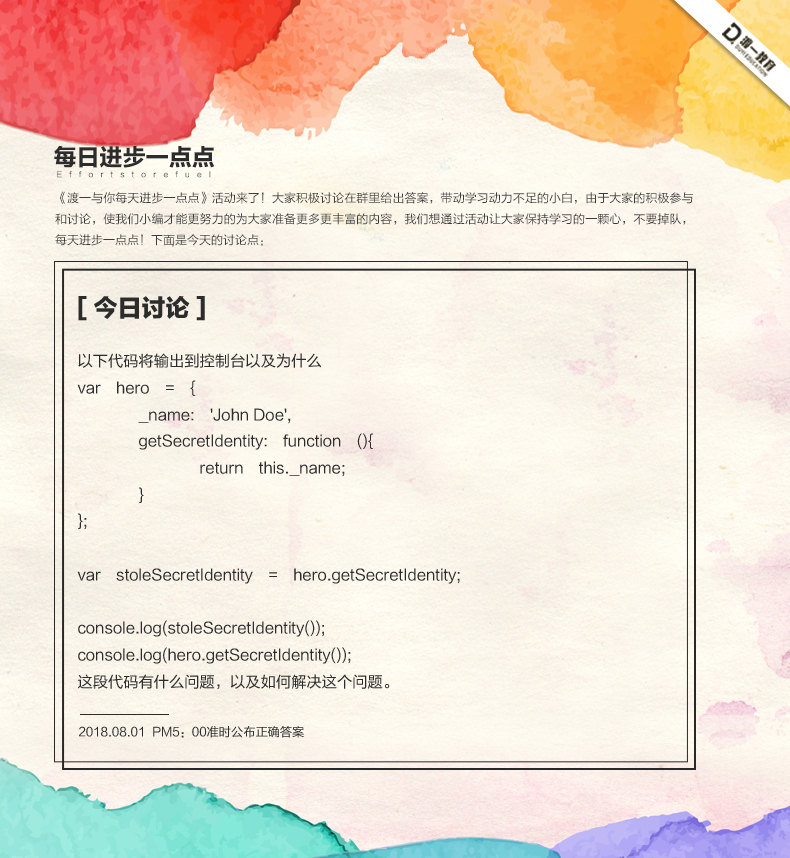 渡一教育
DUYI EDUCATION
每日进步一点点
Effortstorefuel
《渡一与你每天进步一点点》活动来了！大家积极讨论在群里给出答案，带动学习动力不足的小白，由于大家的积极参与
和讨论，使我们小编才能更努力的为大家准备更多更丰富的内容，我们想通过活动让大家保持学习的一颗心，不要掉队，
每天进步一点点！下面是今天的讨论点：
[ 今日讨论 ]
以下代码将输出到控制台以及为什么
var hero = {
_name: 'John Doe',
getSecretIdentity: function (){
return this._name;
}
};
var stoleSecretIdentity = hero.getSecretIdentity;
console.log(stoleSecretIdentity());
console.log(hero.getSecretIdentity());
这段代码有什么问题，以及如何解决这个问题。
2018.08.01 PM5：00准时公布正确答案